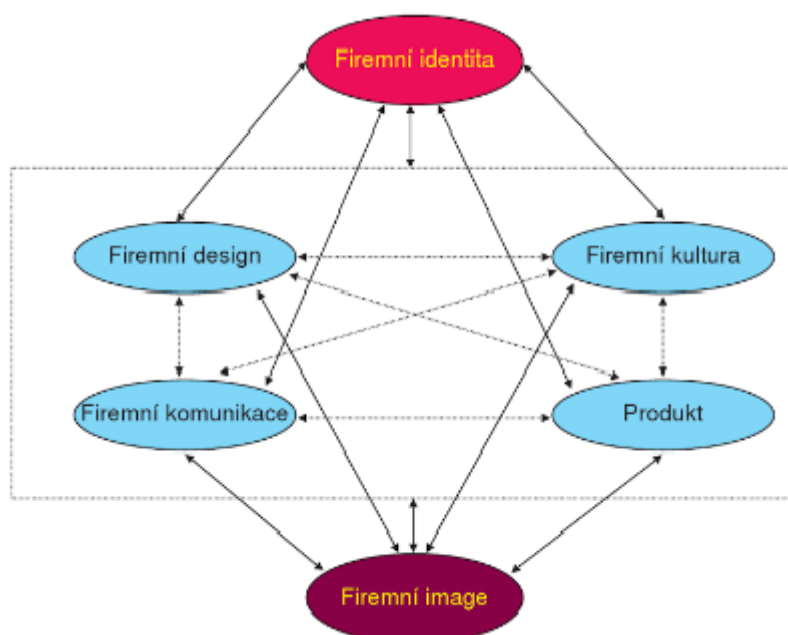 Firemní identita
Firemní design
Firemní kultura
Firemní komunikace
Produkt
Firemní image